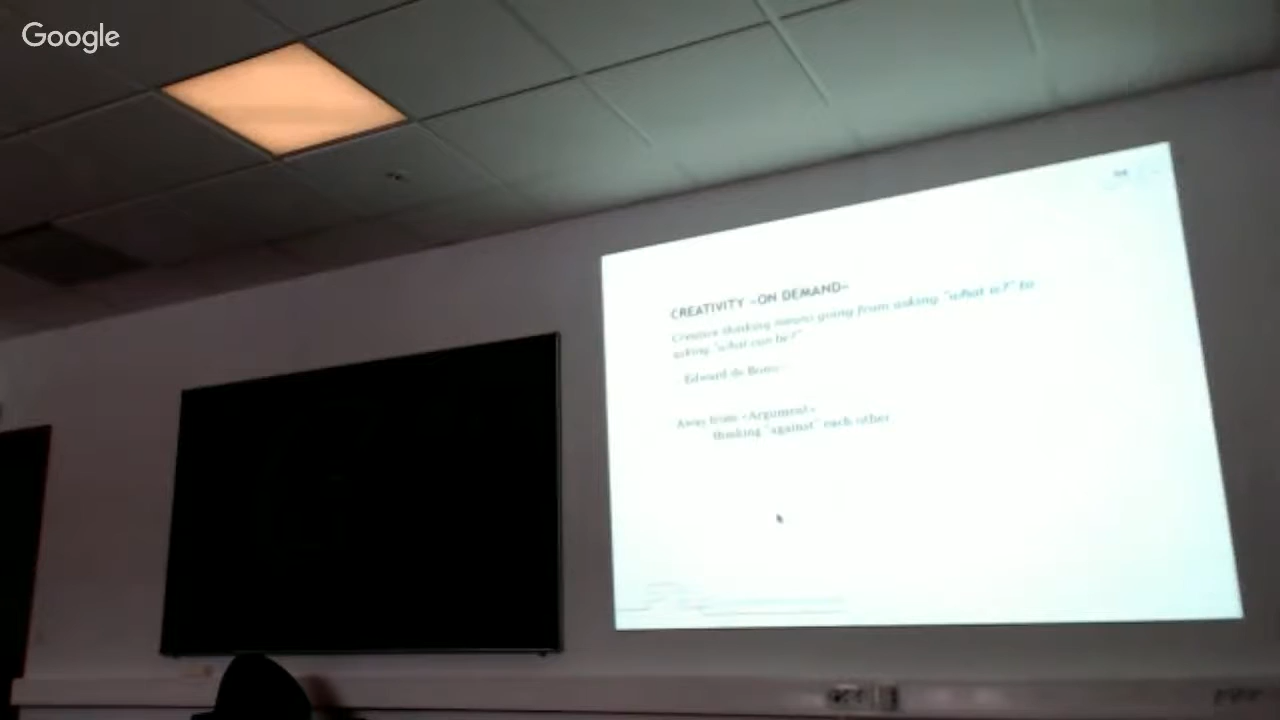 Google
CREATIVITY -ON DEMAND-
Creative thinking means going from asking "what is?" to
asking "what can be?"
- Edward de Bono -
Away from -Argument-
thinking "against" each other